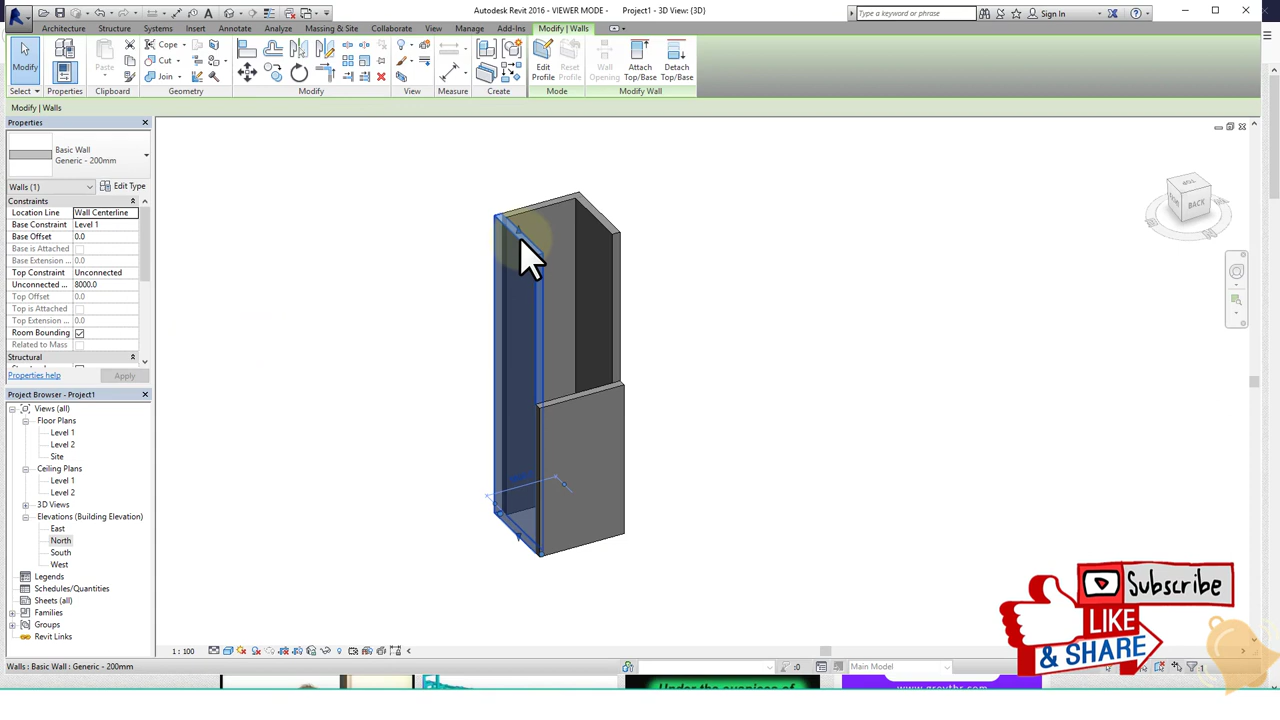 Autodesk Revit 2016 - VIEWER MODE - Project1 - 3D View: {3D}
Type a keyword or phrase
Sign In
Architecture Structure Systems Insert Annotate Analyze Massing & Site Collaborate View Manage Add-Ins Modify | Walls
Modify
Paste
Cope
Cut
Join
Edit Profile
Reset Profile
Wall Opening
Attach Top/Base
Detach Top/Base
Select Properties Clipboard Geometry Modify View Measure Create Mode Modify Wall
Modify | Walls
Properties
Basic Wall
Generic - 200mm
Walls (1)
Edit Type
Constraints
Location Line Wall Centerline
Base Constraint Level 1
Base Offset 0.0
Base is Attached
Base Extension ... 0.0
Top Constraint Unconnected
Unconnected ... 8000.0
Top Offset 0.0
Top is Attached
Top Extension ... 0.0
Room Bounding
Related to Mass
Structural
Properties help
Apply
Project Browser - Project1
Views (all)
Floor Plans
Level 1
Level 2
Site
Ceiling Plans
Level 1
Level 2
3D Views
Elevations (Building Elevation)
East
North
South
West
Legends
Schedules/Quantities
Sheets (all)
Families
Groups
Revit Links
TOP
BACK
Subscribe
LIKE
& SHARE
1 : 100
Walls : Basic Wall : Generic - 200mm
:0
Main Model
Under the auspices of